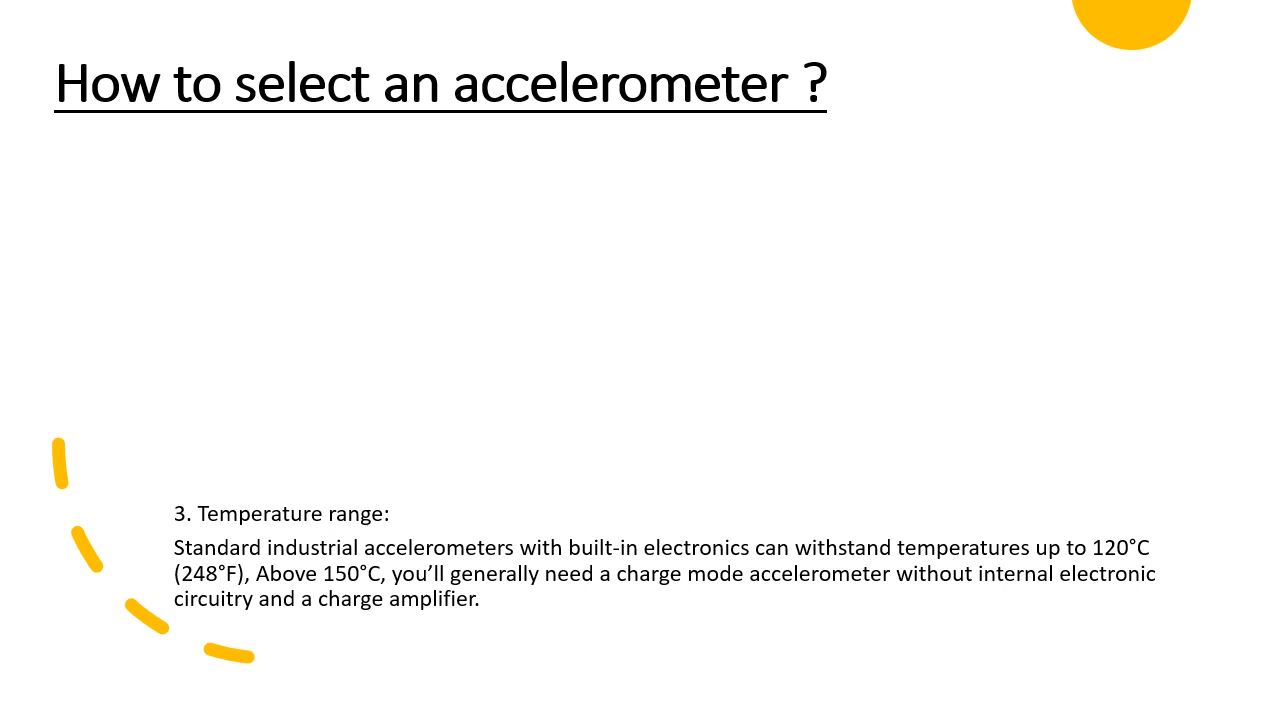 How to select an accelerometer ?
3. Temperature range:
Standard industrial accelerometers with built-in electronics can withstand temperatures up to 120°C
(248°F), Above 150°C, you’ll generally need a charge mode accelerometer without internal electronic
circuitry and a charge amplifier.